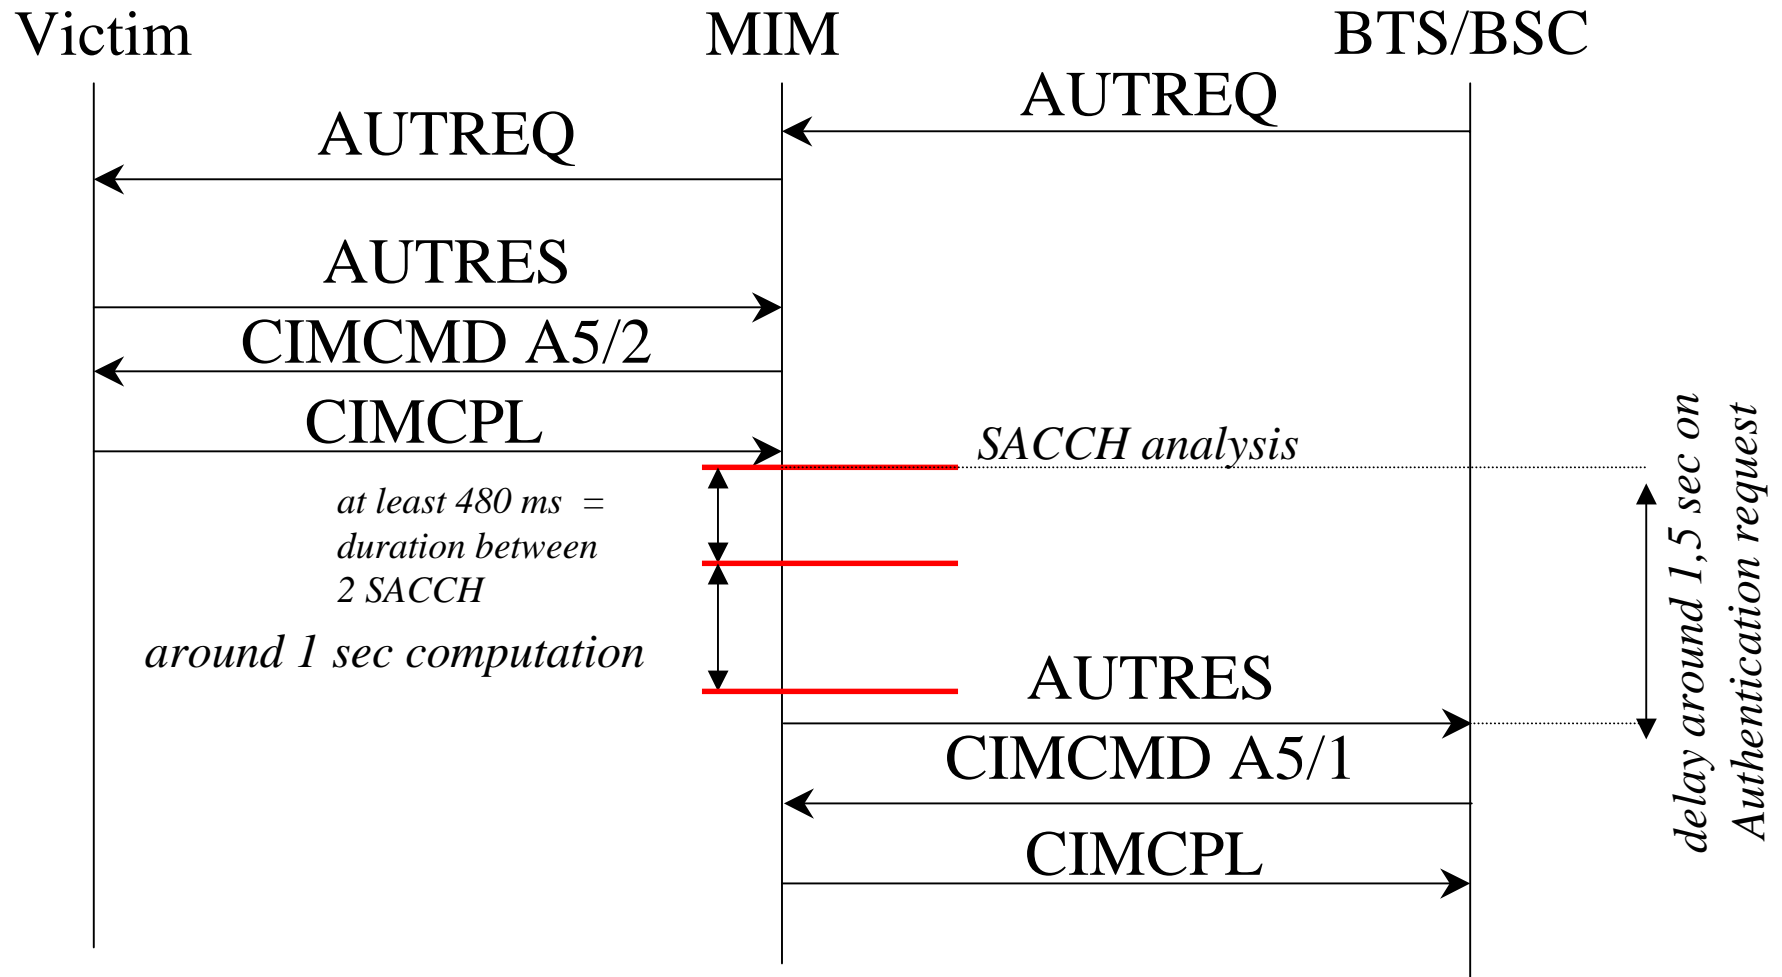 Victim
MIM
BTS/BSC
AUTREQ
AUTREQ
AUTRES
CIMCMD A5/2
CIMCPL
SACCH analysis
at least 480 ms =
duration between
2 SACCH
around 1 sec computation
AUTRES
CIMCMD A5/1
CIMCPL
delay around 1,5 sec on
Authentication request